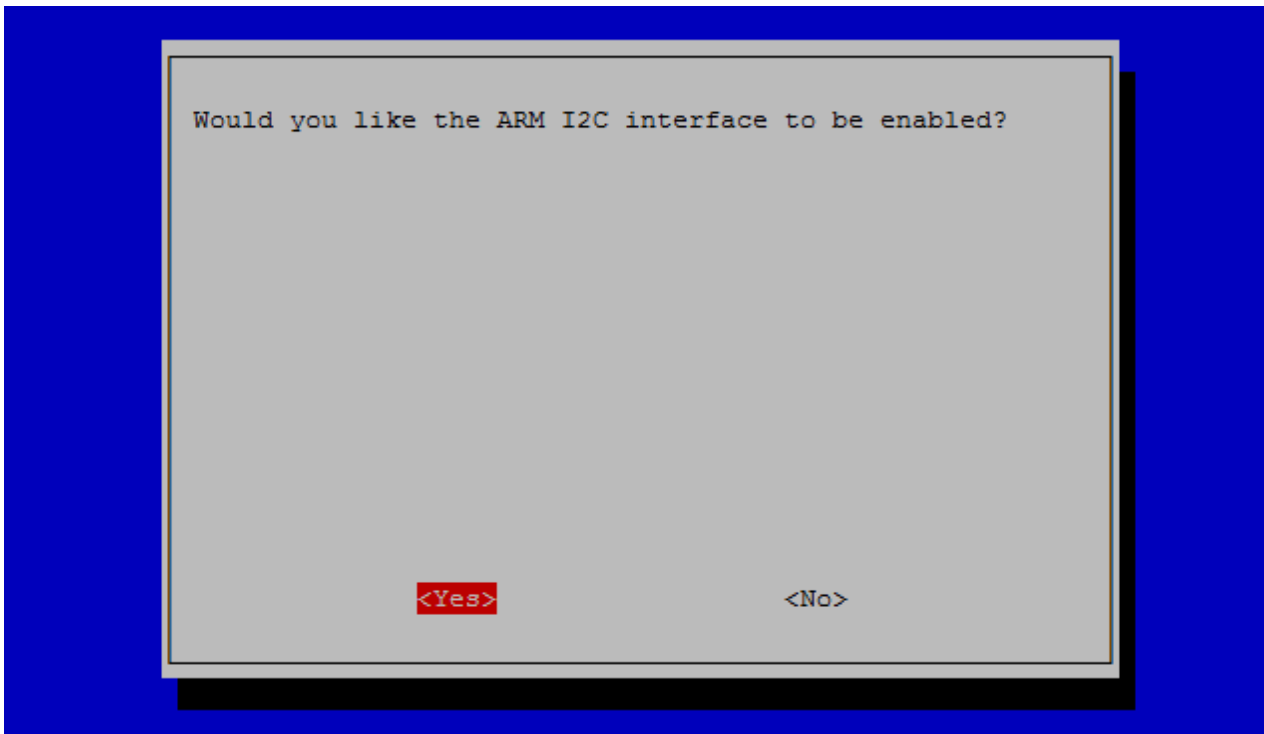 Would you like the ARM I2C interface to be enabled?
<Yes> <No>